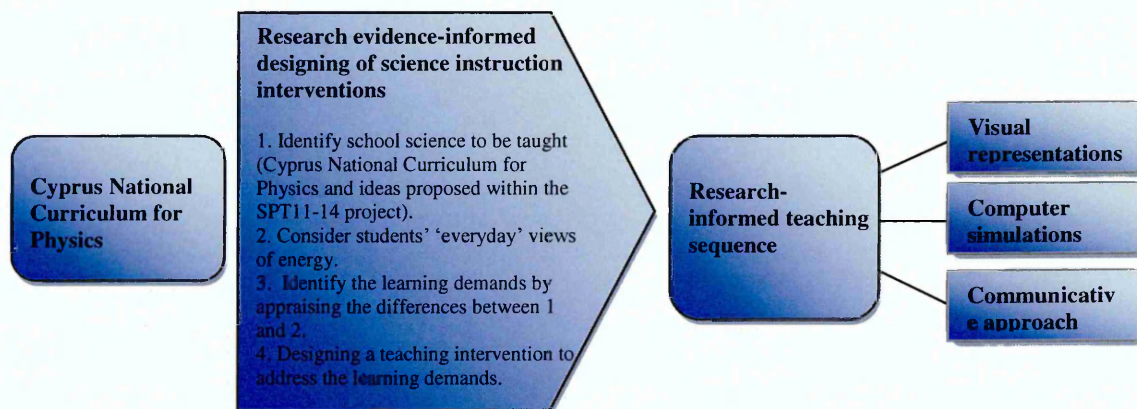 Cyprus National
Curriculum for
Physics
Research evidence-informed
designing of science instruction
interventions
1. Identify school science to be taught
(Cyprus National Curriculum for
Physics and ideas proposed within the
SPT11-14 project).
2. Consider students' 'everyday' views
of energy.
3. Identify the learning demands by
appraising the differences between 1
and 2.
4. Designing a teaching intervention to
address the learning demands.
Research-
informed teaching
sequence
Visual
representations
Computer
simulations
Communicativ
e approach